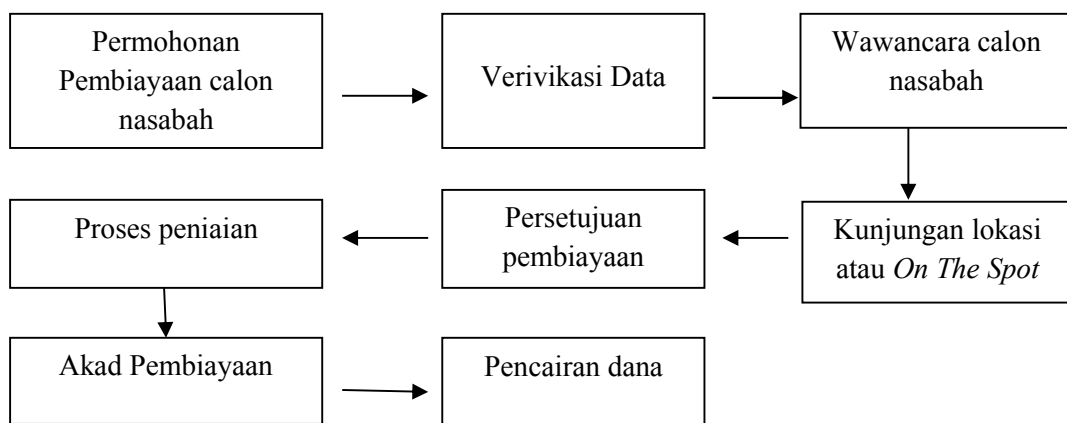 Permohonan
Pembiayaan calon
nasabah
Verivikasi Data
Wawancara calon
nasabah
Kunjungan lokasi
atau On The Spot
Persetujuan
pembiayaan
Proses peniaian
Akad Pembiayaan
Pencairan dana